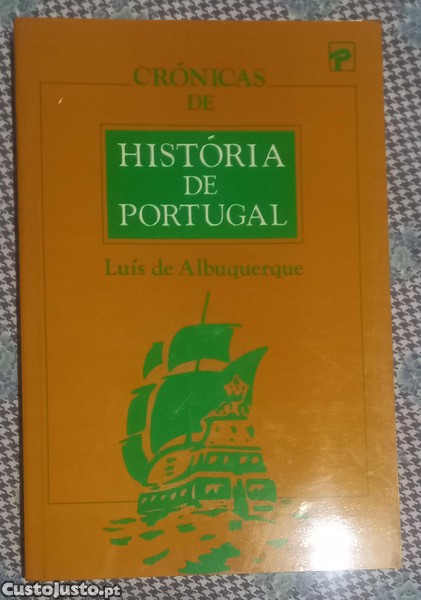 CRÓNICAS
DE
HISTÓRIA
DE
PORTUGAL
Luís de Albuquerque
CustoJusto.pt